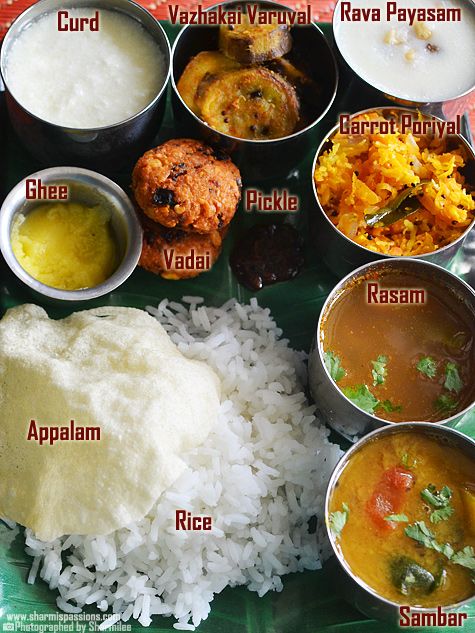 Curd
Vazhakai Varuval
Rava Payasam
Carrot Poriyal
Ghee
Pickle
Vadai
Rasam
Appalam
Rice
Sambar
www.sharmispassions.com
Photographed by Sharmilee